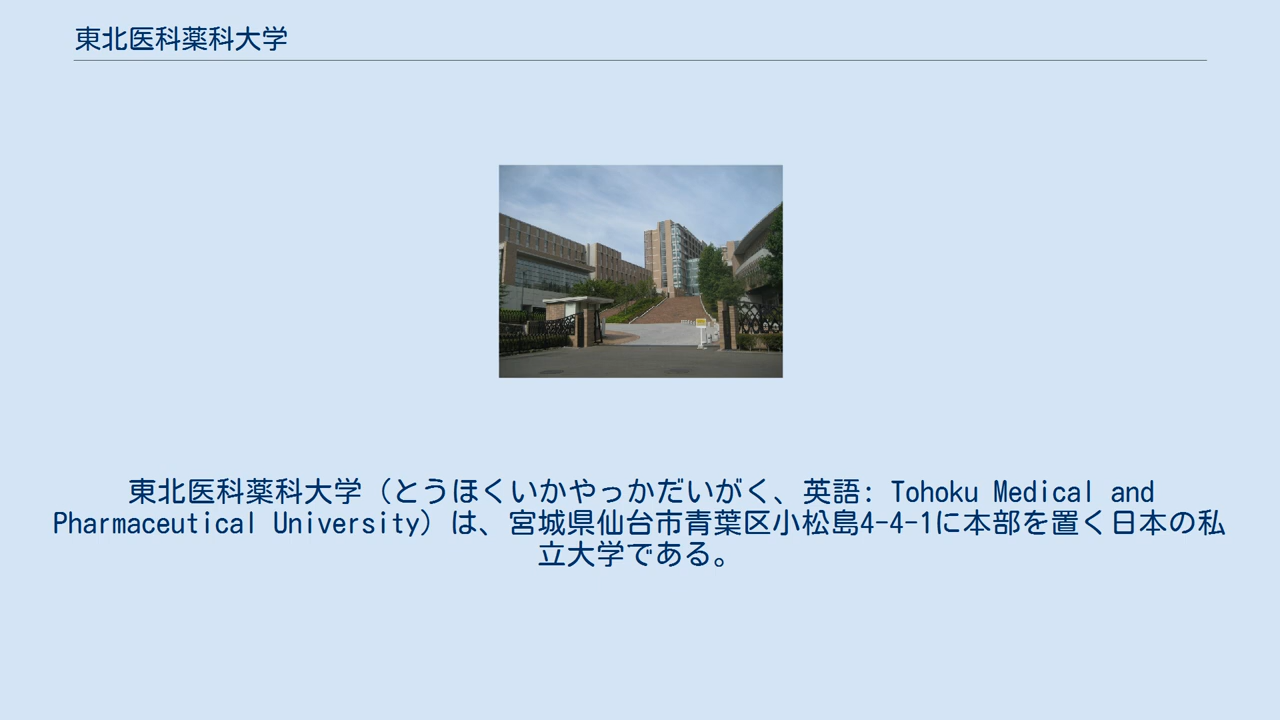 東北医科薬科大学
東北医科薬科大学（とうほくいかやっかだいがく、英語: Tohoku Medical and
Pharmaceutical University）は、宮城県仙台市青葉区小松島4-4-1に本部を置く日本の私
立大学である。